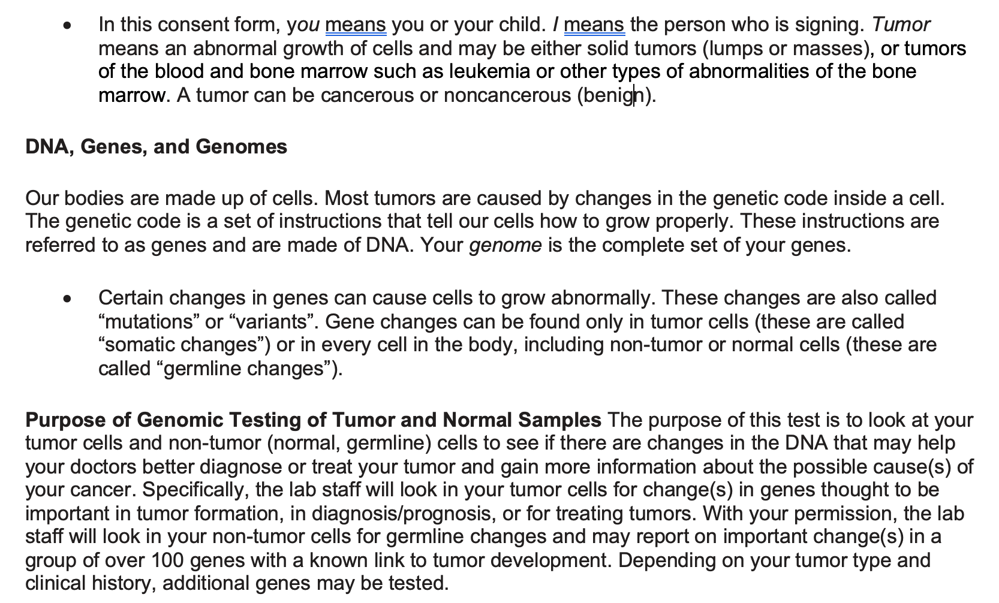 • In this consent form, you means you or your child. I means the person who is signing. Tumor
means an abnormal growth of cells and may be either solid tumors (lumps or masses), or tumors
of the blood and bone marrow such as leukemia or other types of abnormalities of the bone
marrow. A tumor can be cancerous or noncancerous (benign).
DNA, Genes, and Genomes
Our bodies are made up of cells. Most tumors are caused by changes in the genetic code inside a cell.
The genetic code is a set of instructions that tell our cells how to grow properly. These instructions are
referred to as genes and are made of DNA. Your genome is the complete set of your genes.
• Certain changes in genes can cause cells to grow abnormally. These changes are also called
“mutations” or “variants”. Gene changes can be found only in tumor cells (these are called
“somatic changes”) or in every cell in the body, including non-tumor or normal cells (these are
called “germline changes”).
Purpose of Genomic Testing of Tumor and Normal Samples The purpose of this test is to look at your
tumor cells and non-tumor (normal, germline) cells to see if there are changes in the DNA that may help
your doctors better diagnose or treat your tumor and gain more information about the possible cause(s) of
your cancer. Specifically, the lab staff will look in your tumor cells for change(s) in genes thought to be
important in tumor formation, in diagnosis/prognosis, or for treating tumors. With your permission, the lab
staff will look in your non-tumor cells for germline changes and may report on important change(s) in a
group of over 100 genes with a known link to tumor development. Depending on your tumor type and
clinical history, additional genes may be tested.